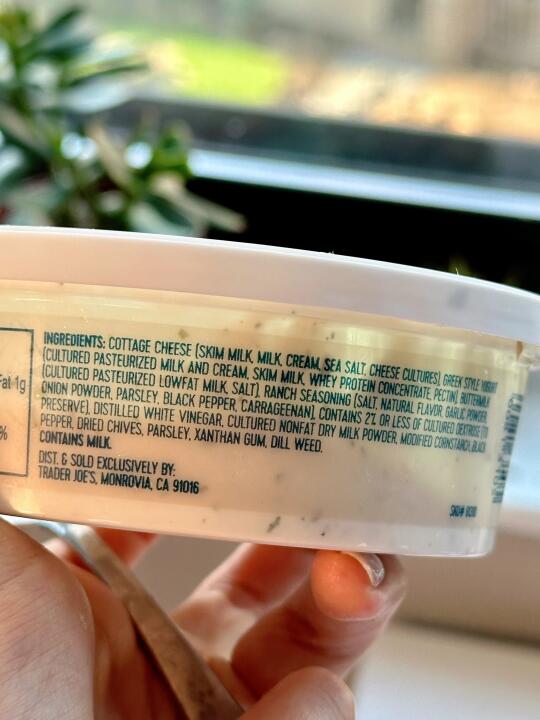 Fat 1g
%
INGREDIENTS: COTTAGE CHEESE (SKIM MILK, MILK, CREAM, SEA SALT, CHEESE CULTURES), GREEK STYLE YOGURT
(CULTURED PASTEURIZED MILK AND CREAM, SKIM MILK, WHEY PROTEIN CONCENTRATE, PECTIN), BUTTERMILK
(CULTURED PASTEURIZED LOWFAT MILK, SALT), RANCH SEASONING (SALT, NATURAL FLAVOR, GARLIC POWDER,
ONION POWDER, PARSLEY, BLACK PEPPER, CARRAGEENAN), CONTAINS 2% OR LESS OF CULTURED DEXTROSE (TO
PRESERVE), DISTILLED WHITE VINEGAR, CULTURED NONFAT DRY MILK POWDER, MODIFIED CORNSTARCH, BLACK
PEPPER, DRIED CHIVES, PARSLEY, XANTHAN GUM, DILL WEED.
CONTAINS MILK.
DIST. & SOLD EXCLUSIVELY BY:
TRADER JOE'S, MONROVIA, CA 91016
SKU#